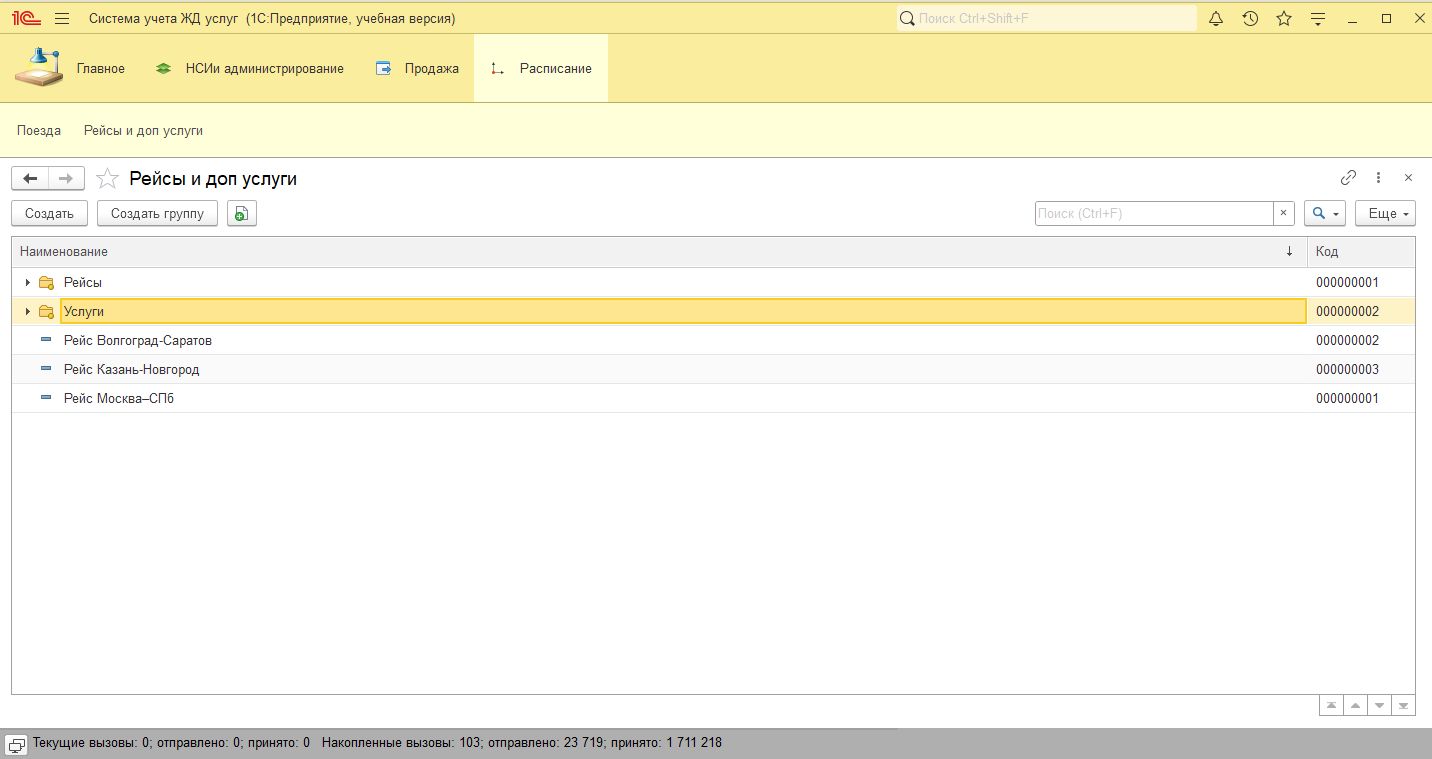 1С Система учета ЖД услуг (1С:Предприятие, учебная версия) Поиск Ctrl+Shift+F
Главное НСИи администрирование Продажа Расписание
Поезда Рейсы и доп услуги
Рейсы и доп услуги
Создать Создать группу Поиск (Ctrl+F) × Еще
Наименование ↓ Код
Рейсы 000000001
Услуги 000000002
Рейс Волгоград-Саратов 000000002
Рейс Казань-Новгород 000000003
Рейс Москва–СПб 000000001
Текущие вызовы: 0; отправлено: 0; принято: 0 Накопленные вызовы: 103; отправлено: 23 719; принято: 1 711 218